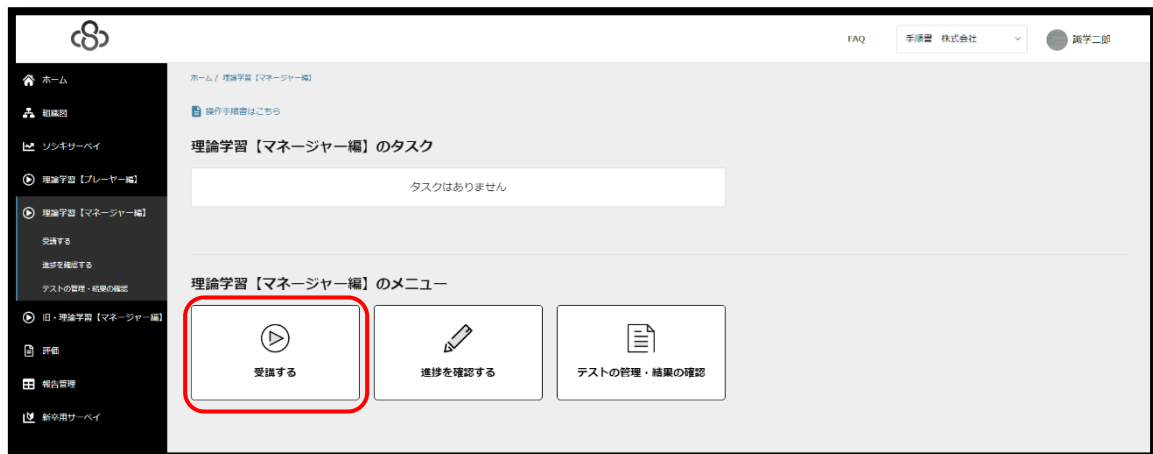 FAQ
手順書 株式会社
識学二郎
ホーム
組織図
ソシキサーベイ
理論学習【プレーヤー編】
理論学習【マネージャー編】
受講する
進捗を確認する
テストの管理・結果の確認
旧・理論学習【マネージャー編】
評価
報告管理
新卒用サーベイ
ホーム / 理論学習【マネージャー編】
操作手順書はこちら
理論学習【マネージャー編】のタスク
タスクはありません
理論学習【マネージャー編】のメニュー
受講する
進捗を確認する
テストの管理・結果の確認